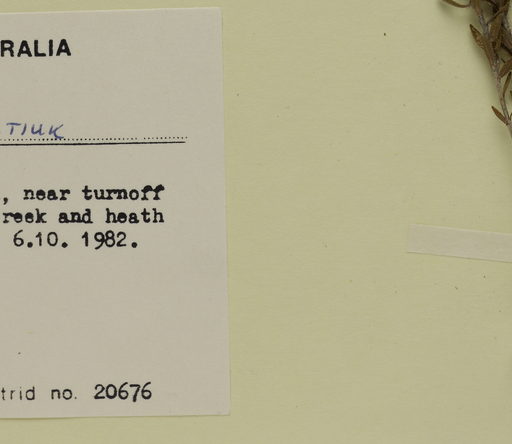 RALIA
TIUK
, near turnoff
reek and heath
6.10. 1982.
trid no. 20676